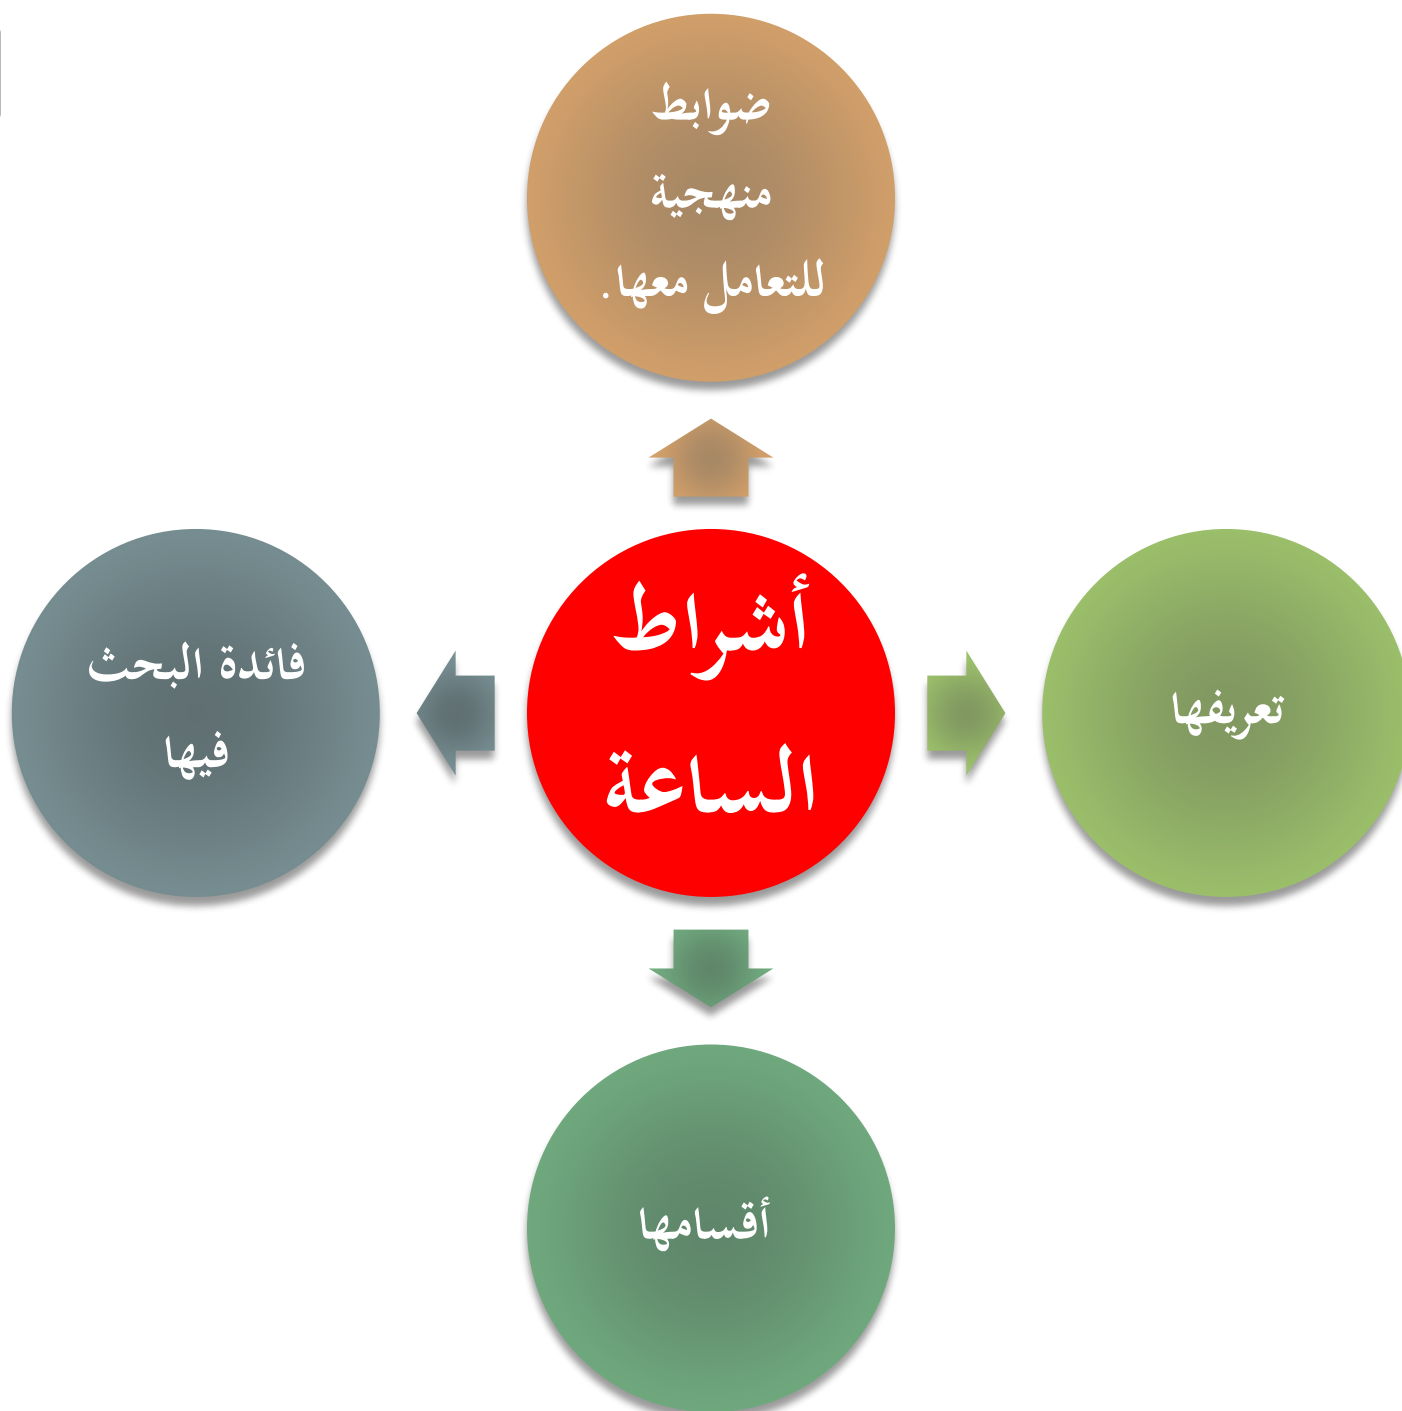 ضوابط
منهجية
للتعامل معها.
أشراط
الساعة
تعريفها
فائدة البحث
فيها
أقسامها